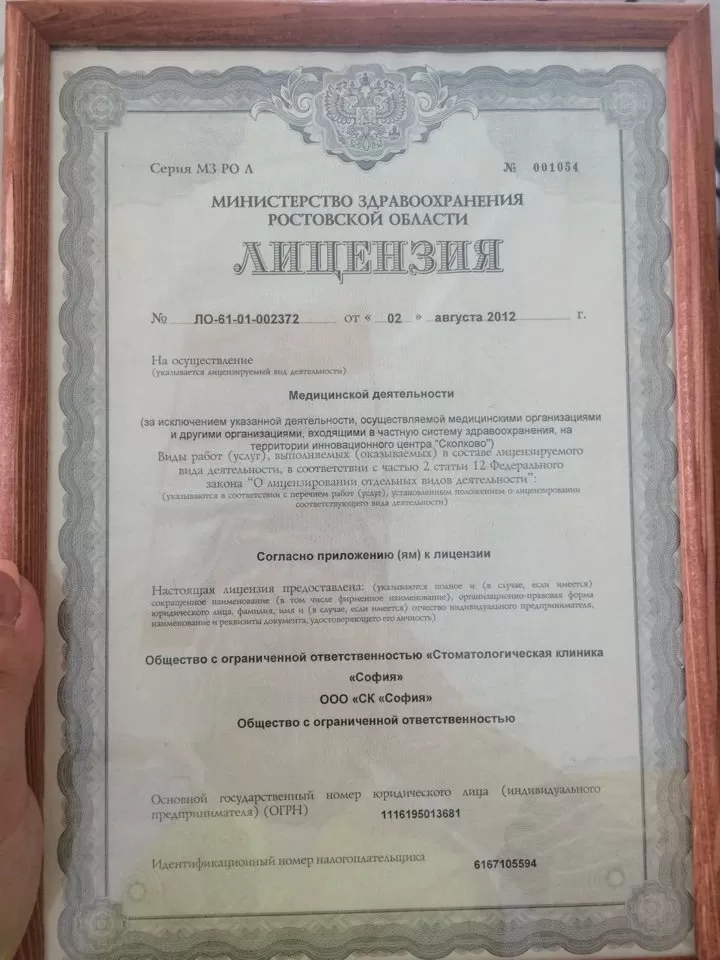 Серия МЗ РО Л № 001054
МИНИСТЕРСТВО ЗДРАВООХРАНЕНИЯ
РОСТОВСКОЙ ОБЛАСТИ
ЛИЦЕНЗИЯ
№ ЛО-61-01-002372 от « 02 » августа 2012 г.
На осуществление
(указывается лицензируемый вид деятельности)
Медицинской деятельности
(за исключением указанной деятельности, осуществляемой медицинскими организациями
и другими организациями, входящими в частную систему здравоохранения, на
территории инновационного центра "Сколково")
Виды работ (услуг), выполняемых (оказываемых) в составе лицензируемого
вида деятельности, в соответствии с частью 2 статьи 12 Федерального
закона "О лицензировании отдельных видов деятельности":
(указываются в соответствии с перечнем работ (услуг), установленным положением о лицензировании
соответствующего вида деятельности)
Согласно приложению (ям) к лицензии
Настоящая лицензия предоставлена: (указываются полное и (в случае, если имеется)
сокращенное наименование (в том числе фирменное наименование), организационно-правовая форма
юридического лица, фамилия, имя и (в случае, если имеется) отчество индивидуального предпринимателя,
наименование и реквизиты документа, удостоверяющего его личность)
Общество с ограниченной ответственностью «Стоматологическая клиника
«София»
ООО «СК «София»
Общество с ограниченной ответственностью
Основной государственный номер юридического лица (индивидуального
предпринимателя) (ОГРН) 1116195013681
Идентификационный номер налогоплательщика 6167105594